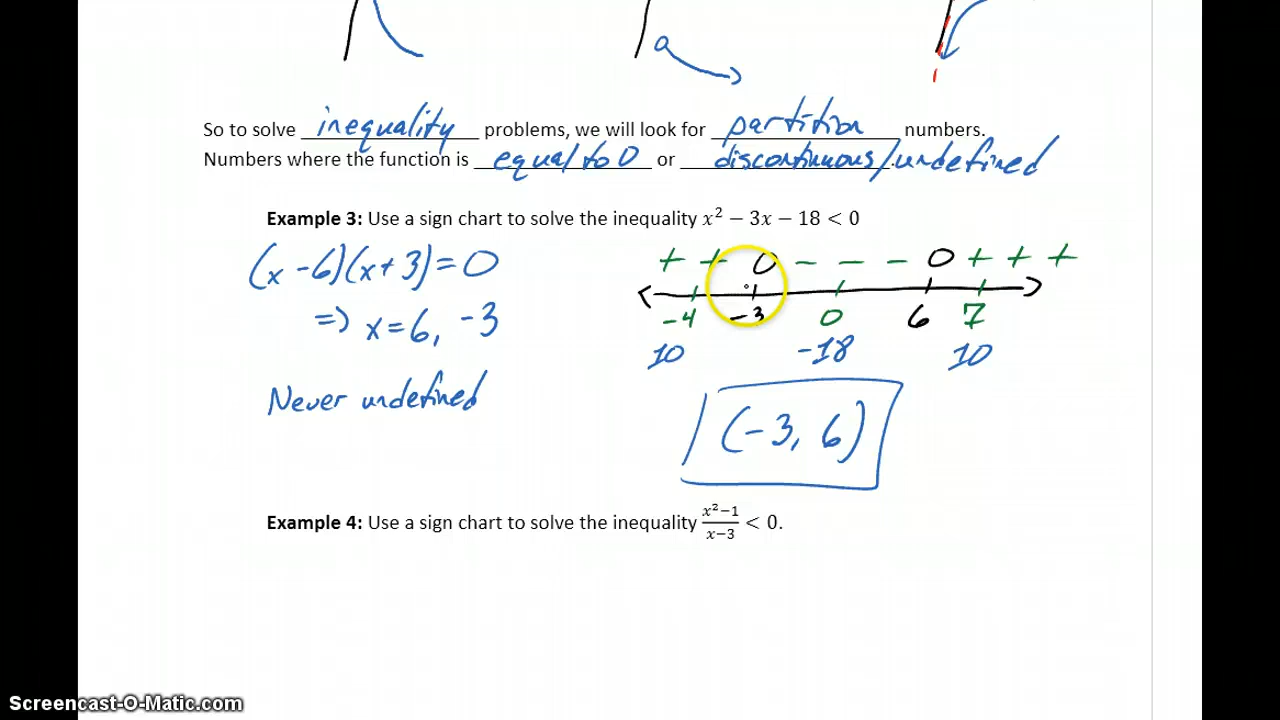 So to solve inequality problems, we will look for partition numbers.
Numbers where the function is equal to 0 or discontinuous/undefined.
Example 3: Use a sign chart to solve the inequality x² − 3x − 18 < 0
(x - 6)(x + 3) = 0
+ + 0 - - - 0 + + +
⇒ x = 6, -3
-4 -3 0 6 7
10 -18 10
Never undefined
(-3, 6)
Example 4: Use a sign chart to solve the inequality x²−1/x−3 < 0.
Screencast-O-Matic.com